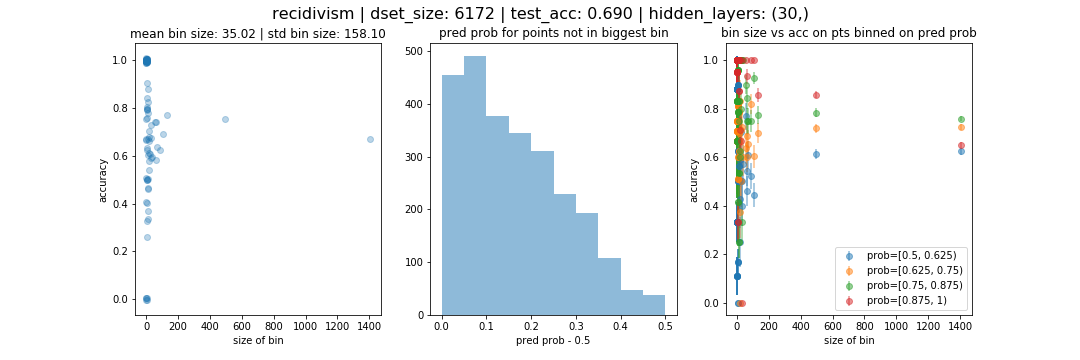 recidivism | dset_size: 6172 | test_acc: 0.690 | hidden_layers: (30,)
mean bin size: 35.02 | std bin size: 158.10
accuracy
1.0
0.8
0.6
0.4
0.2
0.0
0 200 400 600 800 1000 1200 1400
size of bin
pred prob for points not in biggest bin
500
400
300
200
100
0
0.0 0.1 0.2 0.3 0.4 0.5
pred prob - 0.5
bin size vs acc on pts binned on pred prob
accuracy
1.0
0.8
0.6
0.4
0.2
0.0
prob=[0.5, 0.625)
prob=[0.625, 0.75)
prob=[0.75, 0.875)
prob=[0.875, 1)
0 200 400 600 800 1000 1200 1400
size of bin